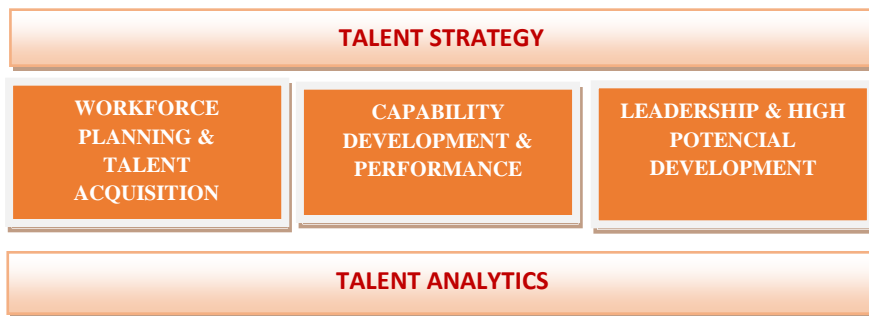 TALENT STRATEGY
WORKFORCE
PLANNING &
TALENT
ACQUISITION
CAPABILITY
DEVELOPMENT &
PERFORMANCE
LEADERSHIP & HIGH
POTENCIAL
DEVELOPMENT
TALENT ANALYTICS